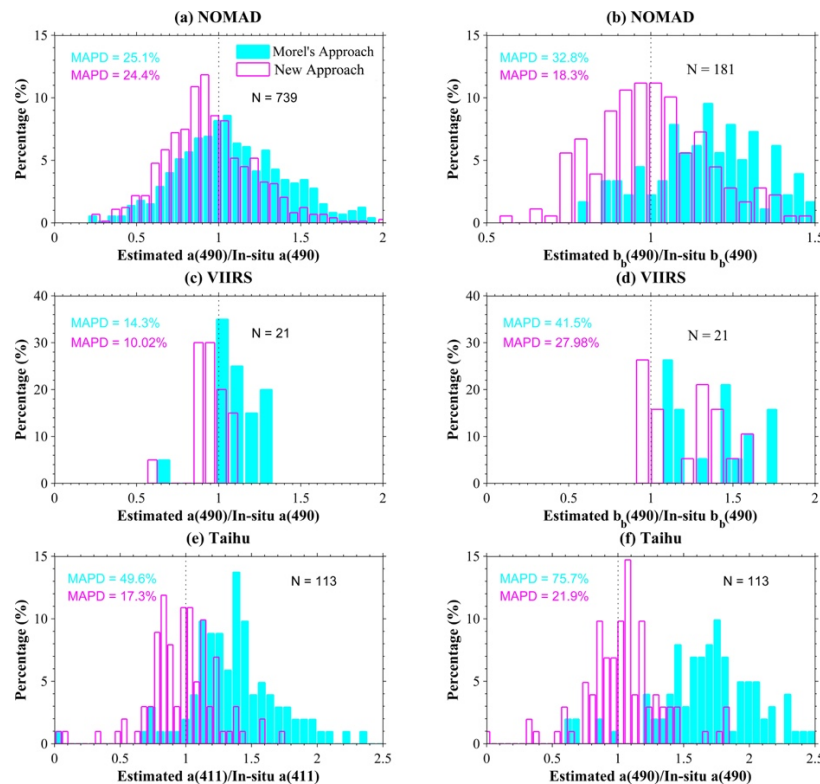 (a) NOMAD
MAPD = 25.1%
MAPD = 24.4%
Morel's Approach
New Approach
N = 739
Percentage (%)
15
10
5
0
0 0.5 1 1.5 2
Estimated a(490)/In-situ a(490)
(b) NOMAD
MAPD = 32.8%
MAPD = 18.3%
N = 181
Percentage (%)
15
10
5
0
0.5 1 1.5
Estimated b_b(490)/In-situ b_b(490)
(c) VIIRS
MAPD = 14.3%
MAPD = 10.02%
N = 21
Percentage (%)
40
30
20
10
0
0 0.5 1 1.5 2
Estimated a(490)/In-situ a(490)
(d) VIIRS
MAPD = 41.5%
MAPD = 27.98%
N = 21
Percentage (%)
40
30
20
10
0
0 0.5 1 1.5 2
Estimated b_b(490)/In-situ b_b(490)
(e) Taihu
MAPD = 49.6%
MAPD = 17.3%
N = 113
Percentage (%)
15
10
5
0
0 0.5 1 1.5 2 2.5
Estimated a(411)/In-situ a(411)
(f) Taihu
MAPD = 75.7%
MAPD = 21.9%
N = 113
Percentage (%)
15
10
5
0
0 0.5 1 1.5 2 2.5
Estimated a(490)/In-situ a(490)